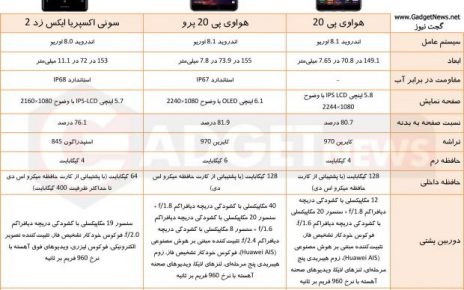 www.GadgetNews.net
گجت نیوز
هواوی پی 20
هواوی پی 20 پرو
سونی اکسپریا ایکس زد 2
سیستم عامل
اندروید 8.1 اوریو
اندروید 8.1 اوریو
اندروید 8.0 اوریو
ابعاد
149.1 در 70.8 در 7.65 میلی‌متر
155 در 73.9 در 7.8 میلی‌متر
153 در 72 در 11.1 میلی‌متر
مقاومت در برابر آب
-
استاندارد IP67
استاندارد IP68
صفحه نمایش
5.8 اینچی IPS LCD با وضوح
1080×2244
6.1 اینچی OLED با وضوح 1080×2240
5.7 اینچی IPS-LCD با وضوح 1080×2160
نسبت صفحه به بدنه
80.7 درصد
81.9 درصد
76.1 درصد
تراشه
کایرین 970
کایرین 970
اسنپدراگون 845
حافظه رم
4 گیگابایت
6 گیگابایت
4 گیگابایت
حافظه داخلی
128 گیگابایت (با پشتیبانی از کارت
حافظه میکرو اس دی)
128 گیگابایت (با پشتیبانی از کارت حافظه میکرو
اس دی)
64 گیگابایت (با پشتیبانی از کارت حافظه میکرو اس دی
تا حداکثر ظرفیت 400 گیگابایت)
دوربین پشتی
12 مگاپیکسلی با گشودگی دریچه
دیافراگم f/1.8 + 20 مگاپیکسلی با
گشودگی دریچه دیافراگم f/1.6،
فوکوس خودکار تشخیص فاز،
تثبیت‌کننده مبتنی بر هوش مصنوعی
(Huawei AIS)، زوم هیبریدی پنج
مرحله‌ای، لنزهای لایکا، ویدیوهای صحنه
آهسته با نرخ 960 فریم بر ثانیه
40 مگاپیکسلی با گشودگی دریچه دیافراگم f/1.8
+ 20 مگاپیکسلی با گشودگی دریچه دیافراگم
f/1.6 + سنسور 8 مگاپیکسلی با گشودگی دریچه
دیافراگم f/2.4، فوکوس خودکار تشخیص فاز،
تثبیت‌کننده تصویر مبتنی بر هوش مصنوعی
(Huawei AIS)، زوم هیبریدی پنج
مرحله‌ای، لنزهای لایکا، ویدیوهای صحنه
آهسته با نرخ 960 فریم بر ثانیه
سنسور 19 مگاپیکسلی با گشودگی دریچه دیافراگم
f/2.0، فوکوس خودکار تشخیص فاز، تثبیت‌کننده تصویر
الکترونیکی، فوکوس لیزری، ویدیوهای فوق آهسته با
نرخ 960 فریم بر ثانیه
GADGETNEWS